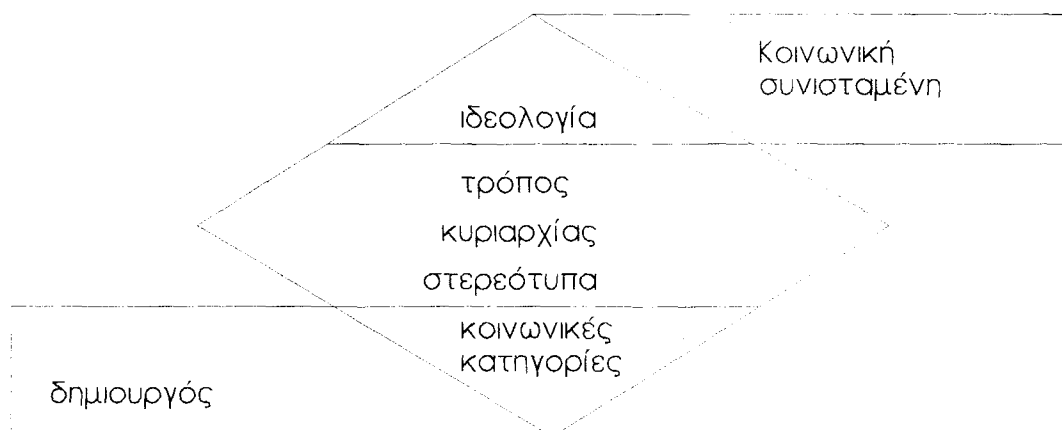 Κοινωνική
συνισταμένη
ιδεολογία
τρόπος
κυριαρχίας
στερεότυπα
κοινωνικές
κατηγορίες
δημιουργός